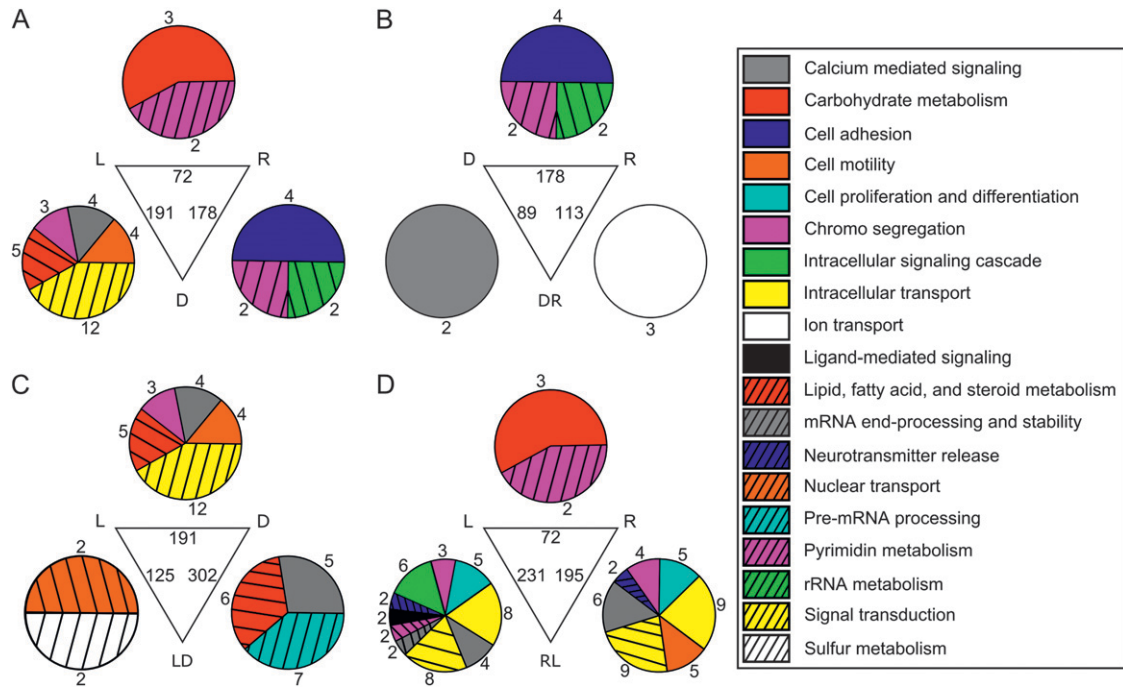 A
3
2
L
R
72
191
178
D
3
4
4
5
12
4
2
2
B
4
2
2
D
R
178
89
113
DR
2
3
C
3
4
4
5
12
L
D
191
125
302
LD
2
2
5
6
7
D
3
2
L
R
72
231
195
RL
6
3
5
8
4
8
2
2
2
2
2
4
5
9
5
9
6
Calcium mediated signaling
Carbohydrate metabolism
Cell adhesion
Cell motility
Cell proliferation and differentiation
Chromo segregation
Intracellular signaling cascade
Intracellular transport
Ion transport
Ligand-mediated signaling
Lipid, fatty acid, and steroid metabolism
mRNA end-processing and stability
Neurotransmitter release
Nuclear transport
Pre-mRNA processing
Pyrimidin metabolism
rRNA metabolism
Signal transduction
Sulfur metabolism